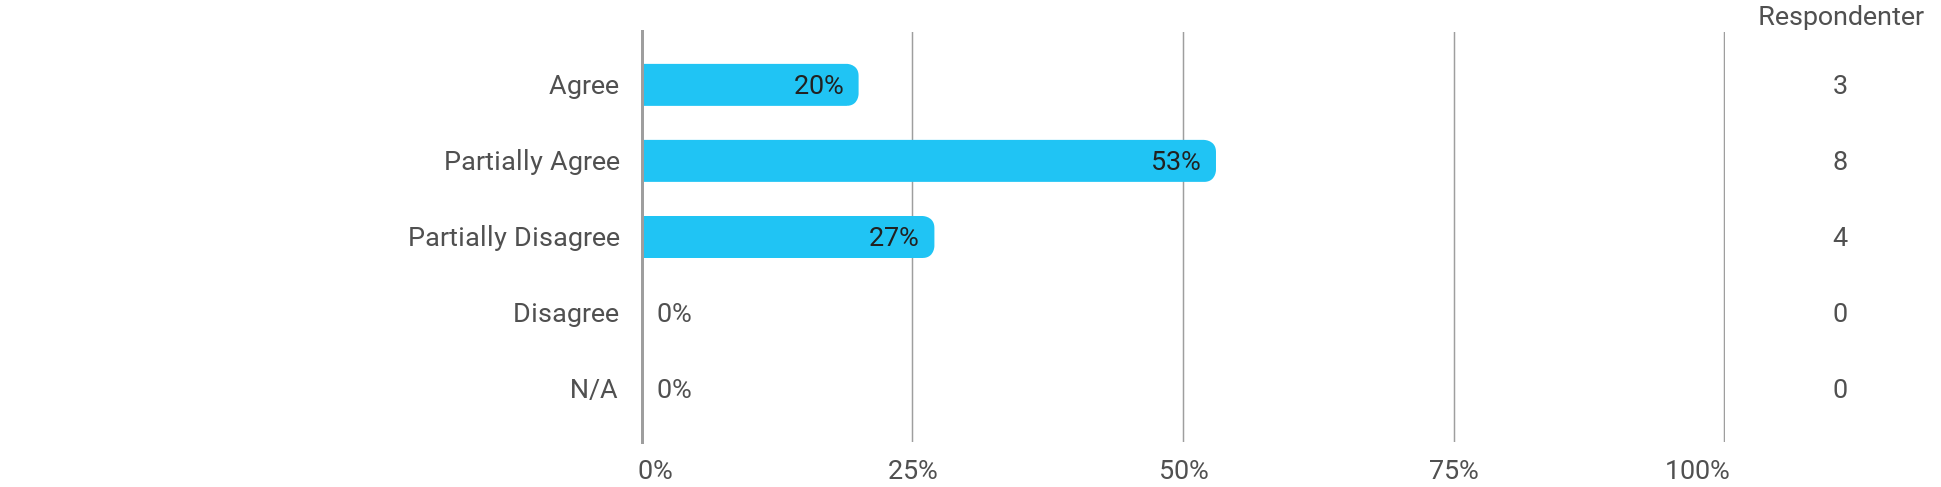 Respondenter
Agree 20% 3
Partially Agree 53% 8
Partially Disagree 27% 4
Disagree 0% 0
N/A 0% 0
0% 25% 50% 75% 100%